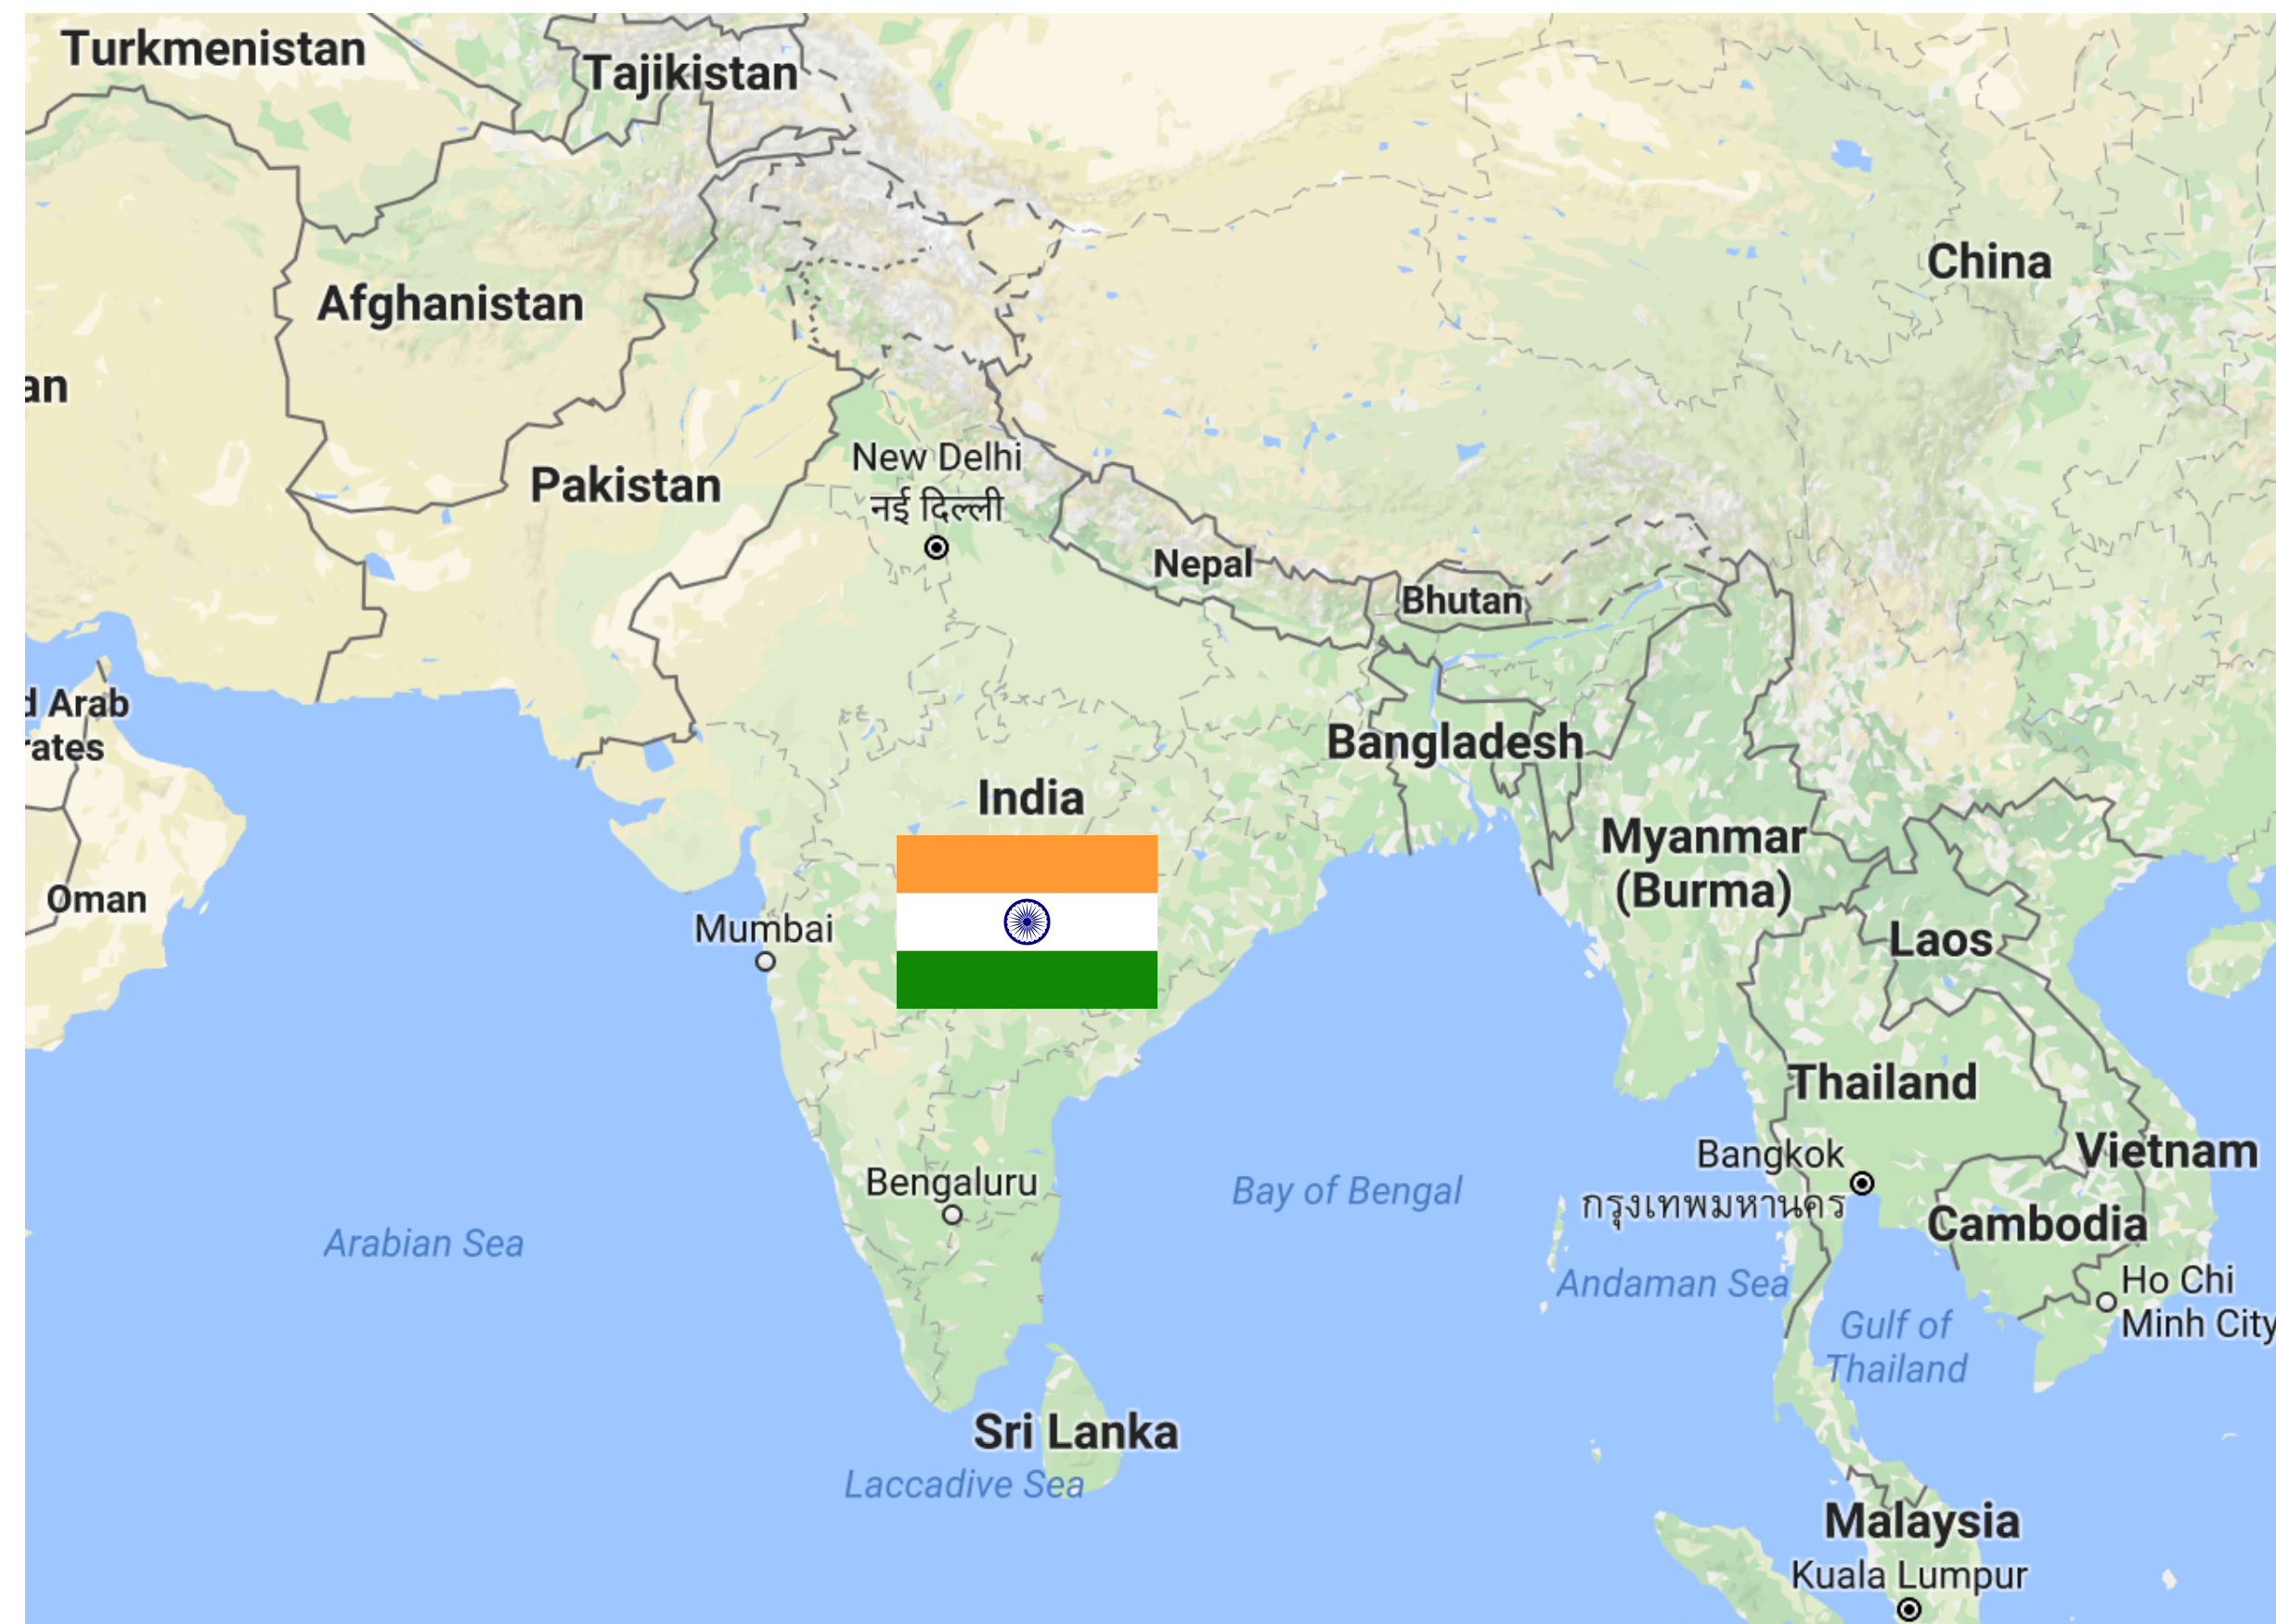 Turkmenistan
Tajikistan
China
Afghanistan
an
New Delhi
नई दिल्ली
Pakistan
Nepal
Bhutan
d Arab
rates
Bangladesh
India
Myanmar
(Burma)
Oman
Mumbai
Laos
Thailand
Bangkok
กรุงเทพมหานคร
Vietnam
Bengaluru
Bay of Bengal
Cambodia
Arabian Sea
Andaman Sea
Ho Chi
Minh City
Gulf of
Thailand
Sri Lanka
Laccadive Sea
Malaysia
Kuala Lumpur